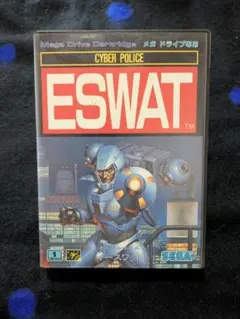 Mega Drive Cartridge メガドライブ専用
CYBER POLICE
ESWAT
TM
SEGA